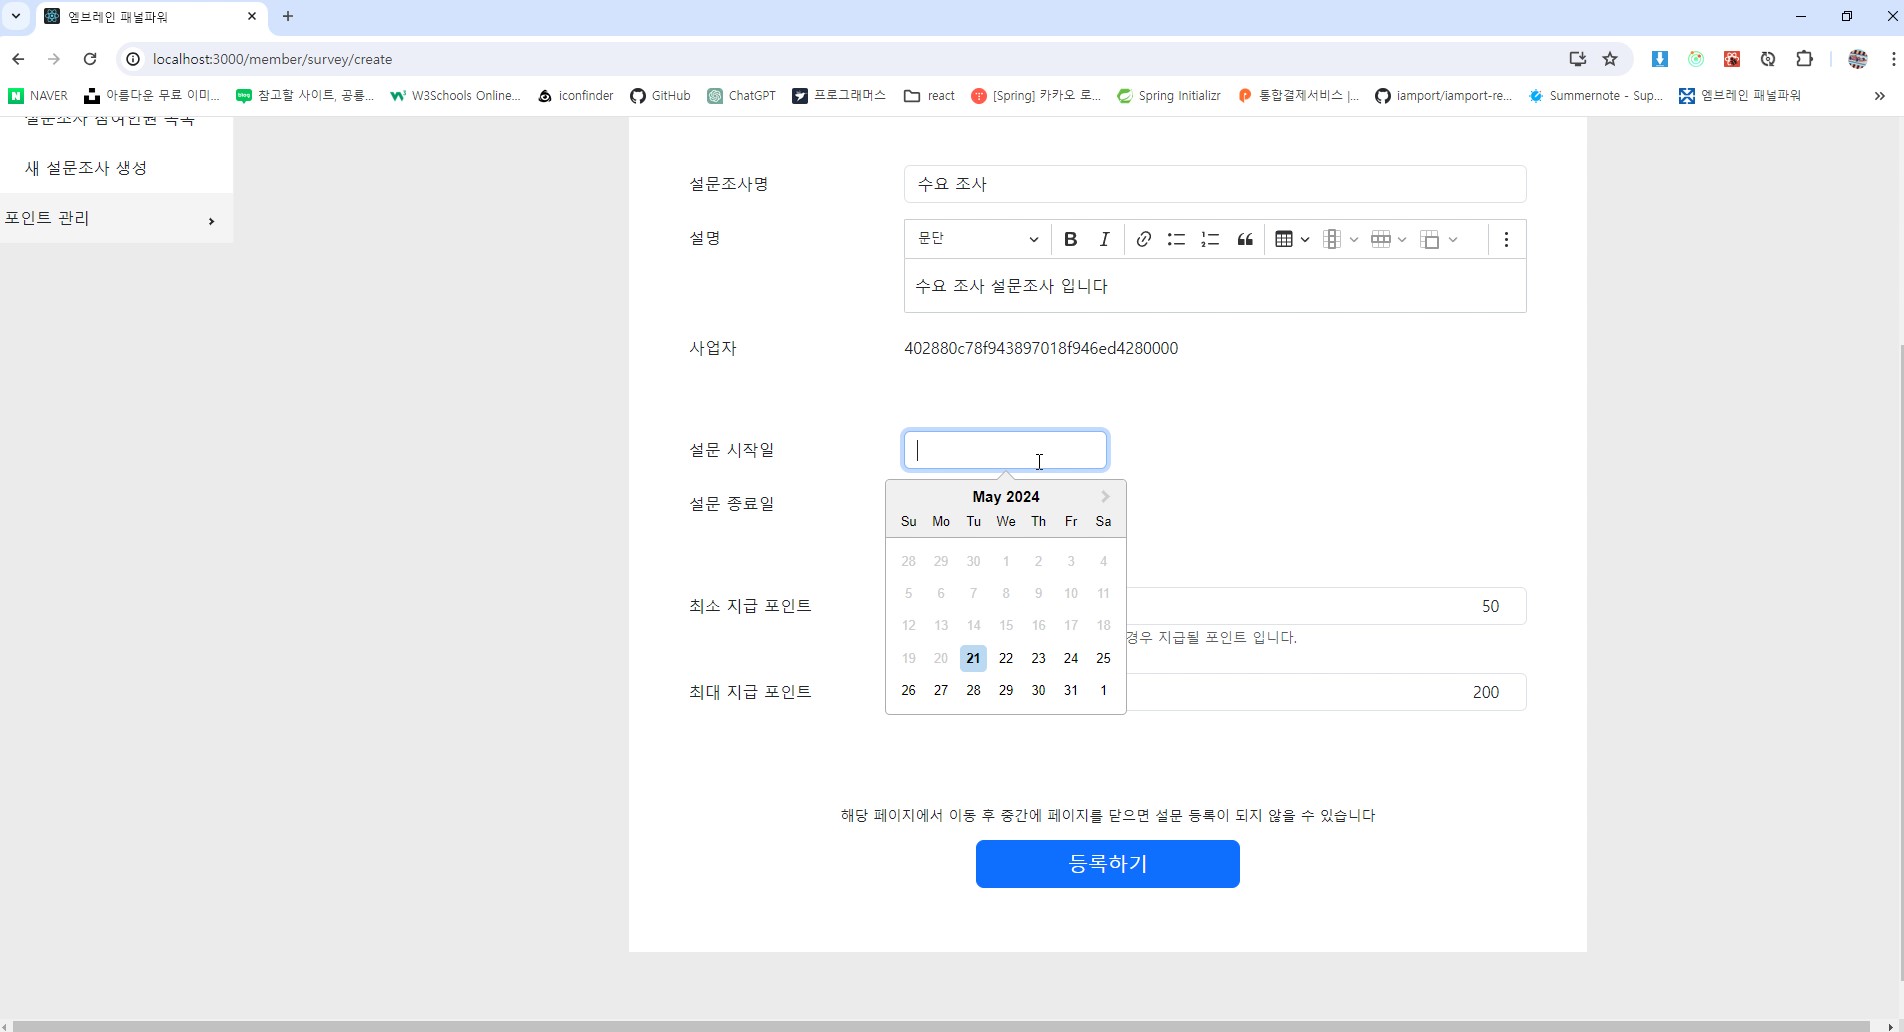 엠브레인 패널파워
localhost:3000/member/survey/create
NAVER 아름다운 무료 이미... 참고할 사이트, 공룡... W3Schools Online... iconfinder GitHub ChatGPT 프로그래머스 react [Spring] 카카오 로... Spring Initializr 통합결제서비스 |... iamport/iamport-re... Summernote - Sup... 엠브레인 패널파워 »
설문조사 참여인원 목록
새 설문조사 생성
포인트 관리
설문조사명 수요 조사
설명 문단 B I
수요 조사 설문조사 입니다
사업자 402880c78f943897018f946ed4280000
설문 시작일
설문 종료일
May 2024
Su Mo Tu We Th Fr Sa
28 29 30 1 2 3 4
5 6 7 8 9 10 11
12 13 14 15 16 17 18
19 20 21 22 23 24 25
26 27 28 29 30 31 1
최소 지급 포인트 50
경우 지급될 포인트 입니다.
최대 지급 포인트 200
해당 페이지에서 이동 후 중간에 페이지를 닫으면 설문 등록이 되지 않을 수 있습니다
등록하기